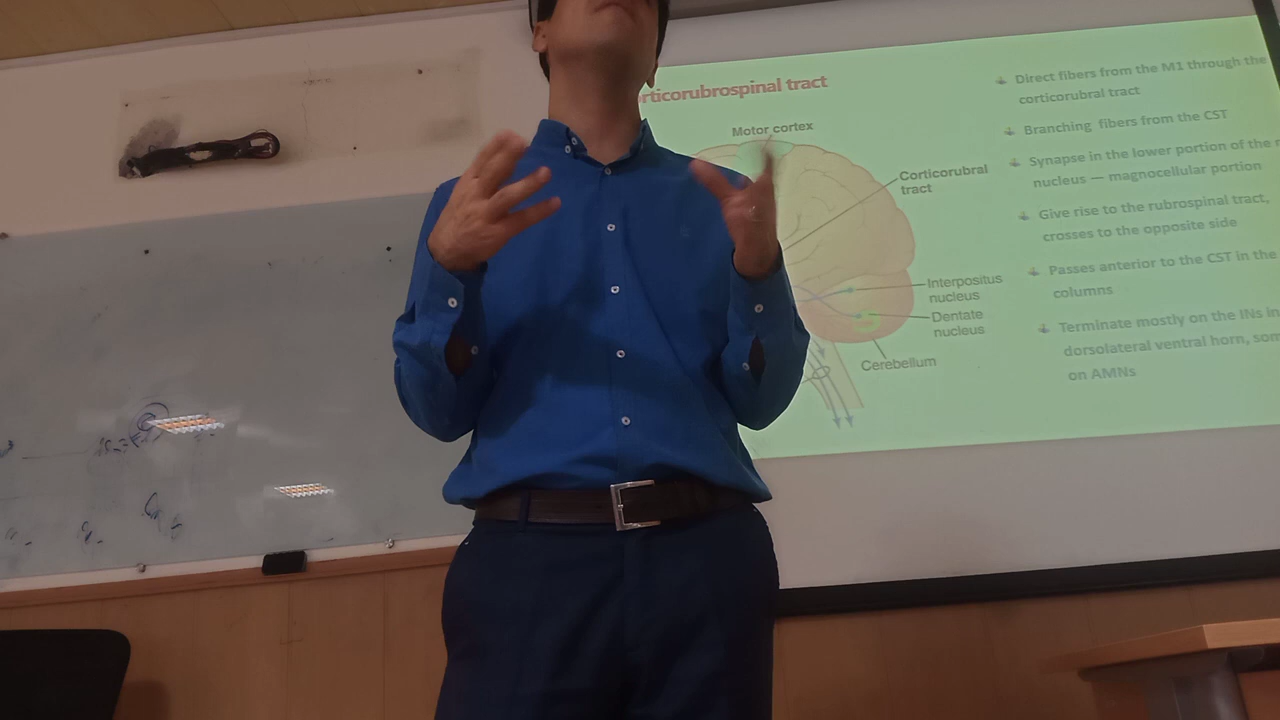 rticorubrospinal tract
Motor cortex
Corticorubral
tract
Interpositus
nucleus
Dentate
nucleus
Cerebellum
Direct fibers from the M1 through the
corticorubral tract
Branching fibers from the CST
Synapse in the lower portion of the
nucleus — magnocellular portion
Give rise to the rubrospinal tract,
crosses to the opposite side
Passes anterior to the CST in the
columns
Terminate mostly on the INs in
dorsolateral ventral horn, som
on AMNs